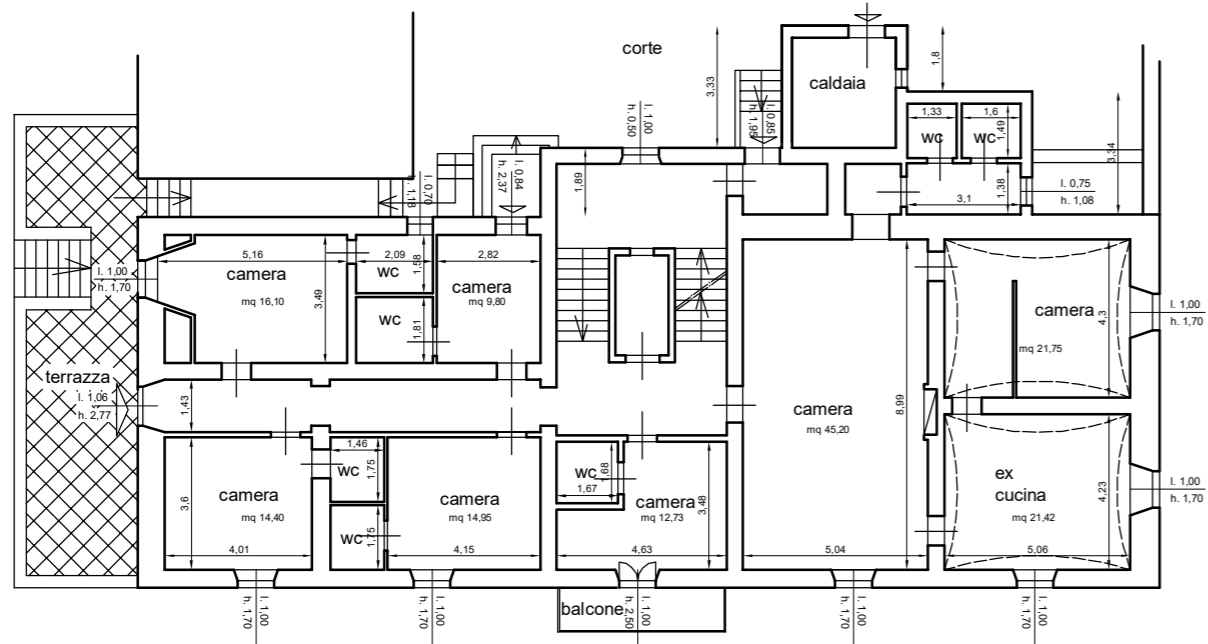 corte
3,33
1,8
caldaia
l. 1,00
h. 0,50
l. 0,85
h. 1,95
1,33
wc
1,6
1,49
wc
3,34
l. 0,70
h. 1,18
l. 0,84
h. 2,37
1,89
1,38
3,1
l. 0,75
h. 1,08
5,16
camera
mq 16,10
3,49
2,09
wc
1,58
2,82
camera
mq 9,80
wc
1,81
l. 1,00
h. 1,70
4,3
camera
mq 21,75
l. 1,00
h. 1,70
terrazza
l. 1,06
h. 2,77
1,43
camera
mq 45,20
8,99
3,6
camera
mq 14,40
4,01
1,46
wc
1,75
wc
1,75
camera
mq 14,95
4,15
wc
1,68
1,67
camera
mq 12,73
3,48
4,63
5,04
ex
cucina
mq 21,42
4,23
5,06
l. 1,00
h. 1,70
balcone
l. 1,00
h. 1,70
l. 1,00
h. 1,70
l. 1,00
h. 2,50
l. 1,00
h. 1,70
l. 1,00
h. 1,70